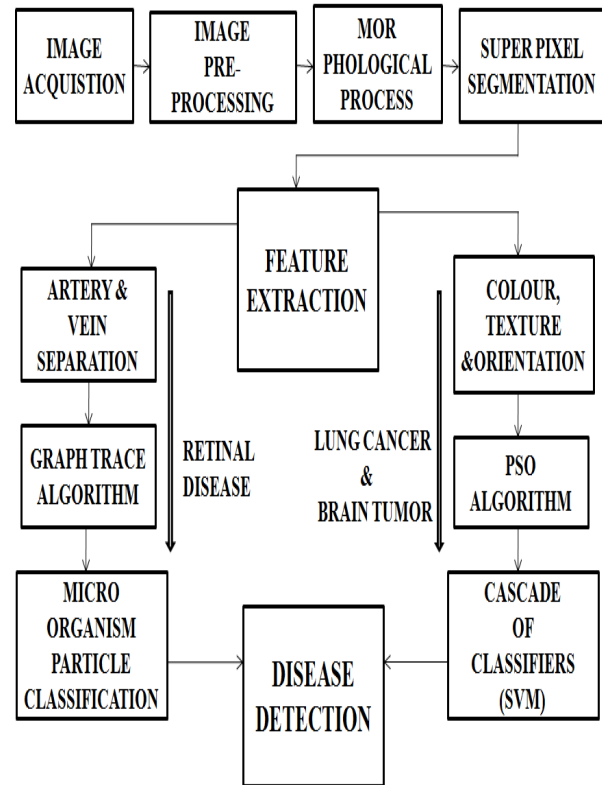 IMAGE
ACQUISTION
IMAGE
PRE-
PROCESSING
MOR
PHOLOGICAL
PROCESS
SUPER PIXEL
SEGMENTATION
FEATURE
EXTRACTION
ARTERY &
VEIN
SEPARATION
COLOUR,
TEXTURE
&ORIENTATION
GRAPH TRACE
ALGORITHM
RETINAL
DISEASE
LUNG CANCER
&
BRAIN TUMOR
PSO
ALGORITHM
MICRO
ORGANISM
PARTICLE
CLASSIFICATION
DISEASE
DETECTION
CASCADE
OF
CLASSIFIERS
(SVM)